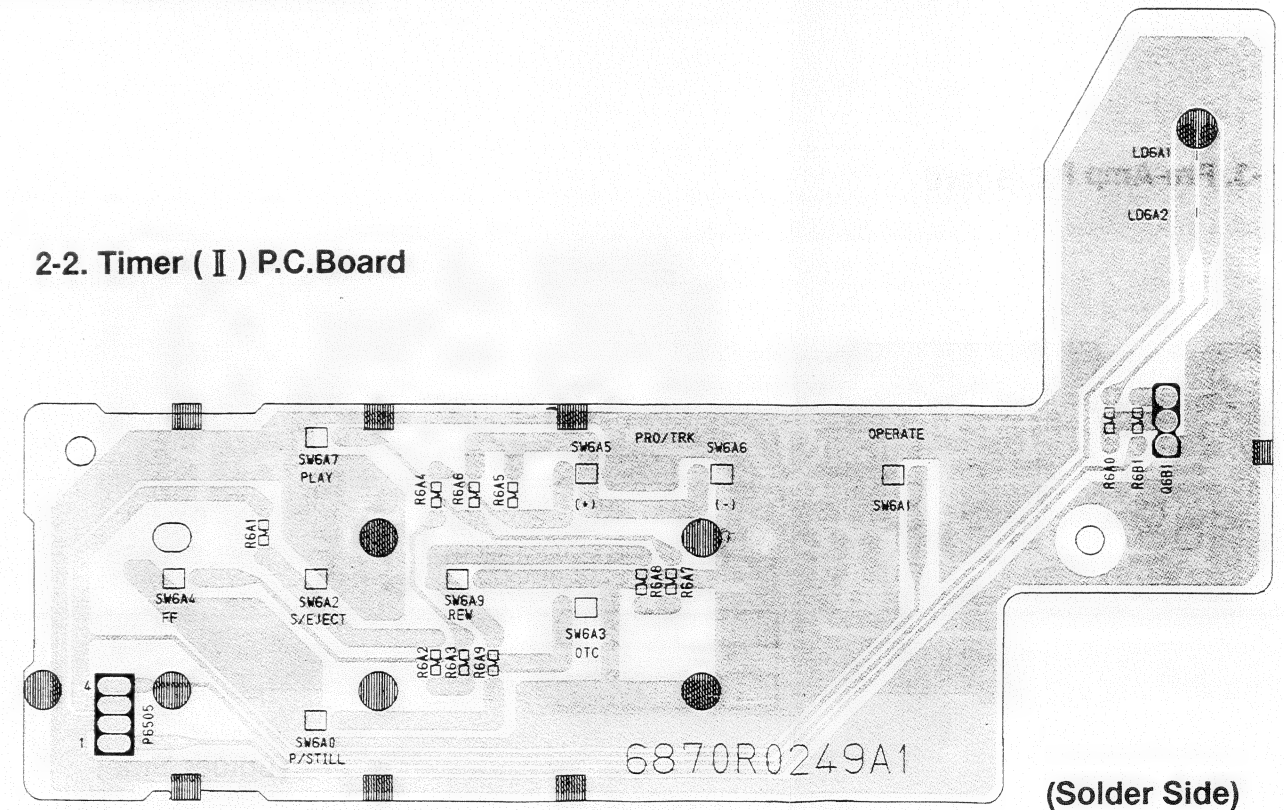 LD6A1
LD6A2
2-2. Timer ( Ⅱ ) P.C.Board
SW6A7
PLAY
SW6A5
PRO/TRK
SW6A6
OPERATE
(+)
(-)
SW6A1
R6A4
R6A6
R6A5
R6A0
R6B1
Q6B1
R6A1
SW6A4
FF
SW6A2
S/EJECT
SW6A9
REW
R6A8
R6A7
SW6A3
OTC
R6A2
R6A3
R6A9
4
1
P6505
SW6A0
P/STILL
6870R0249A1
(Solder Side)